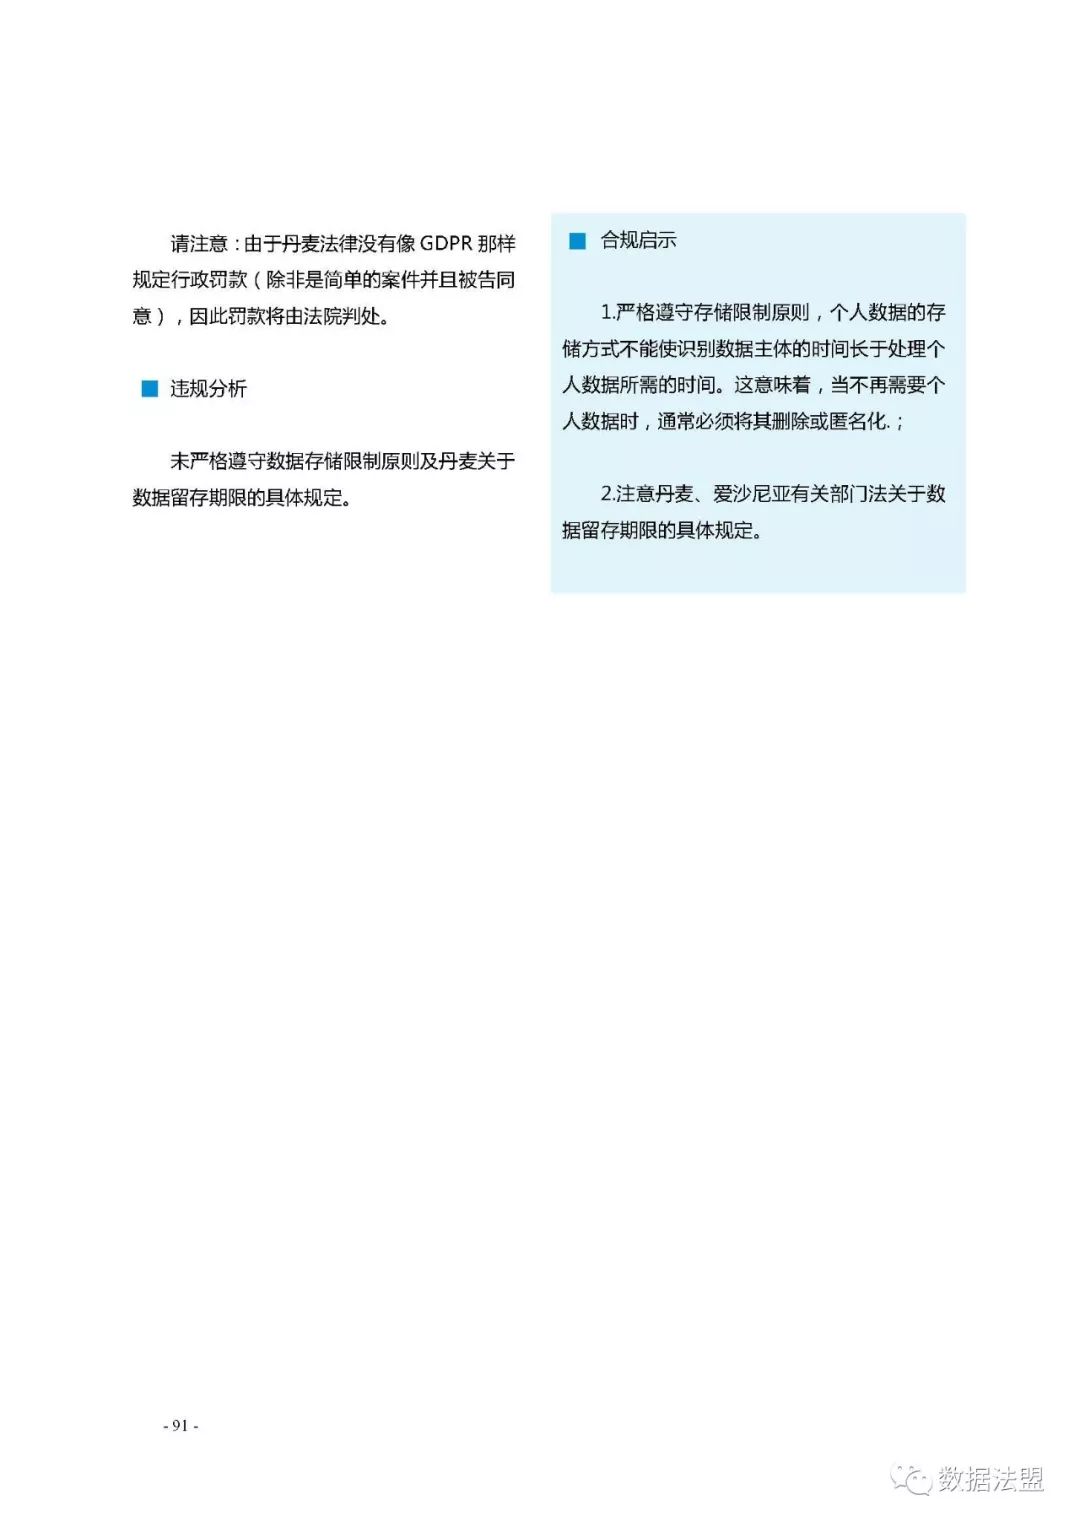 请注意：由于丹麦法律没有像 GDPR 那样
规定行政罚款（除非是简单的案件并且被告同
意），因此罚款将由法院判处。
违规分析
未严格遵守数据存储限制原则及丹麦关于
数据留存期限的具体规定。
合规启示
1.严格遵守存储限制原则，个人数据的存
储方式不能使识别数据主体的时间长于处理个
人数据所需的时间。这意味着，当不再需要个
人数据时，通常必须将其删除或匿名化.；
2.注意丹麦、爱沙尼亚有关部门法关于数
据留存期限的具体规定。
- 91 -
数据法盟